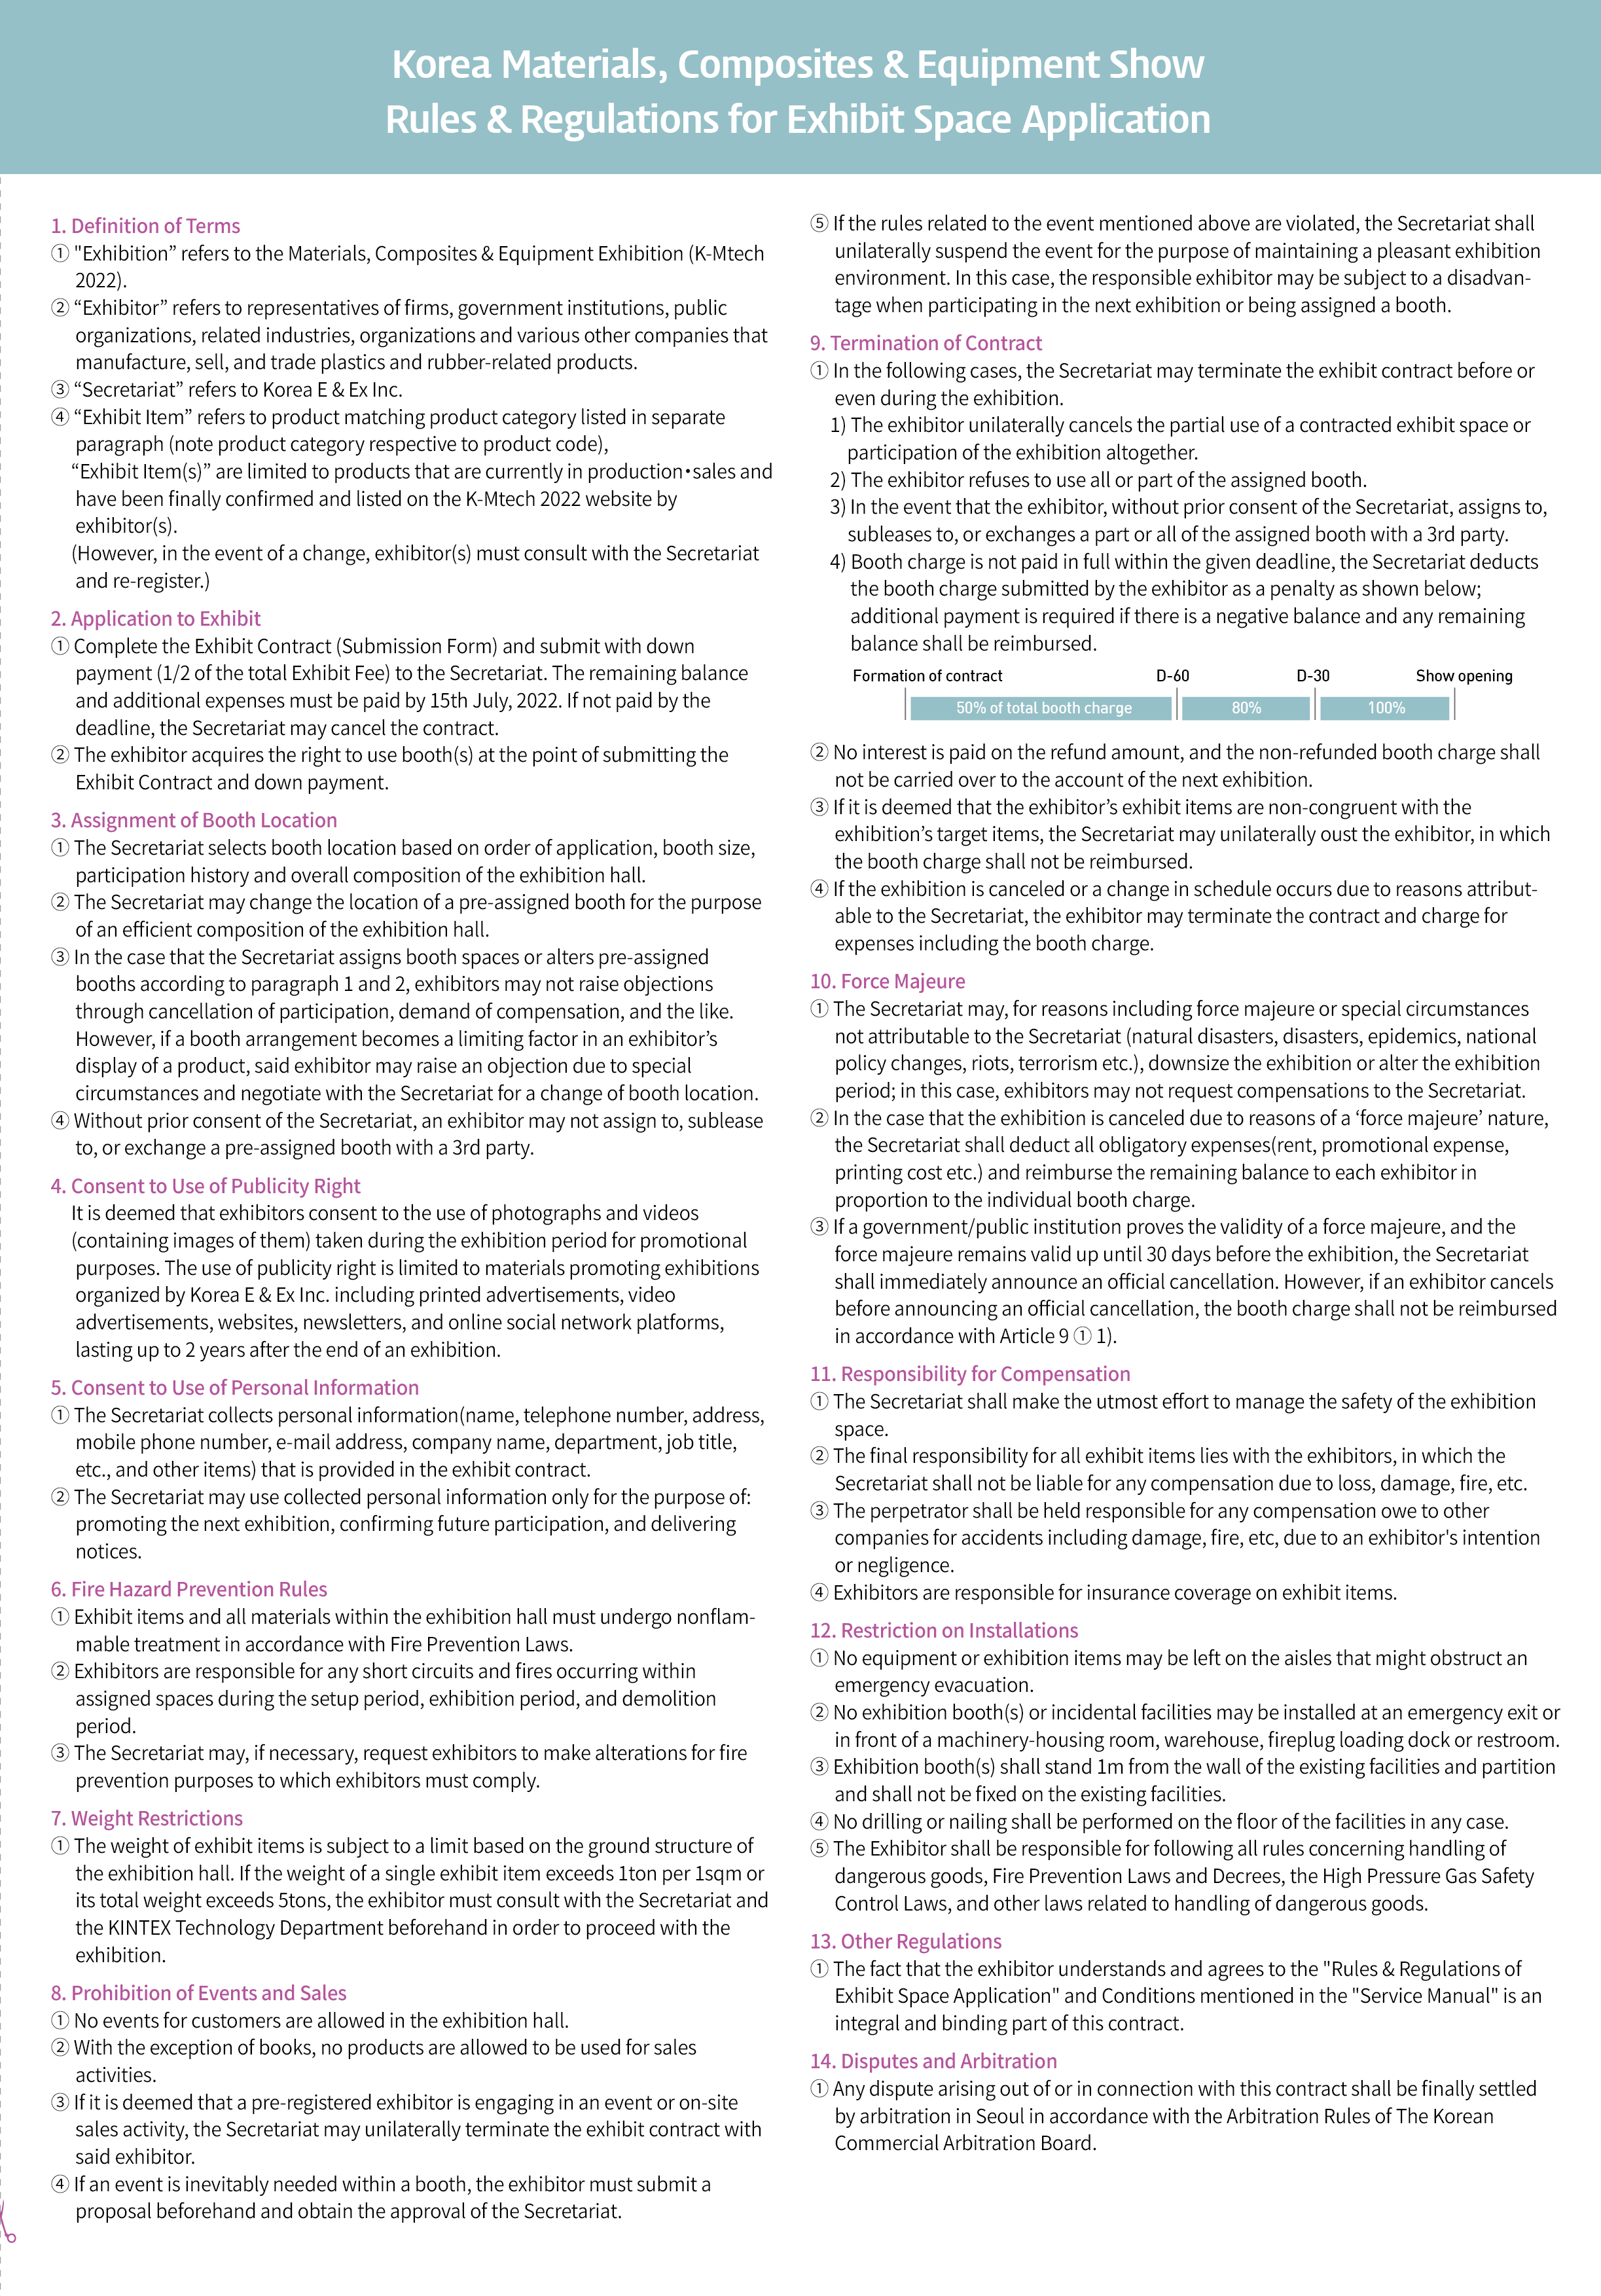 Korea Materials, Composites & Equipment Show
Rules & Regulations for Exhibit Space Application
1. Definition of Terms
① "Exhibition” refers to the Materials, Composites & Equipment Exhibition (K-Mtech
2022).
② “Exhibitor” refers to representatives of firms, government institutions, public
organizations, related industries, organizations and various other companies that
manufacture, sell, and trade plastics and rubber-related products.
③ “Secretariat” refers to Korea E & Ex Inc.
④ “Exhibit Item” refers to product matching product category listed in separate
paragraph (note product category respective to product code),
“Exhibit Item(s)” are limited to products that are currently in production•sales and
have been finally confirmed and listed on the K-Mtech 2022 website by
exhibitor(s).
(However, in the event of a change, exhibitor(s) must consult with the Secretariat
and re-register.)
2. Application to Exhibit
① Complete the Exhibit Contract (Submission Form) and submit with down
payment (1/2 of the total Exhibit Fee) to the Secretariat. The remaining balance
and additional expenses must be paid by 15th July, 2022. If not paid by the
deadline, the Secretariat may cancel the contract.
② The exhibitor acquires the right to use booth(s) at the point of submitting the
Exhibit Contract and down payment.
3. Assignment of Booth Location
① The Secretariat selects booth location based on order of application, booth size,
participation history and overall composition of the exhibition hall.
② The Secretariat may change the location of a pre-assigned booth for the purpose
of an efficient composition of the exhibition hall.
③ In the case that the Secretariat assigns booth spaces or alters pre-assigned
booths according to paragraph 1 and 2, exhibitors may not raise objections
through cancellation of participation, demand of compensation, and the like.
However, if a booth arrangement becomes a limiting factor in an exhibitor’s
display of a product, said exhibitor may raise an objection due to special
circumstances and negotiate with the Secretariat for a change of booth location.
④ Without prior consent of the Secretariat, an exhibitor may not assign to, sublease
to, or exchange a pre-assigned booth with a 3rd party.
4. Consent to Use of Publicity Right
It is deemed that exhibitors consent to the use of photographs and videos
(containing images of them) taken during the exhibition period for promotional
purposes. The use of publicity right is limited to materials promoting exhibitions
organized by Korea E & Ex Inc. including printed advertisements, video
advertisements, websites, newsletters, and online social network platforms,
lasting up to 2 years after the end of an exhibition.
5. Consent to Use of Personal Information
① The Secretariat collects personal information(name, telephone number, address,
mobile phone number, e-mail address, company name, department, job title,
etc., and other items) that is provided in the exhibit contract.
② The Secretariat may use collected personal information only for the purpose of:
promoting the next exhibition, confirming future participation, and delivering
notices.
6. Fire Hazard Prevention Rules
① Exhibit items and all materials within the exhibition hall must undergo nonflam-
mable treatment in accordance with Fire Prevention Laws.
② Exhibitors are responsible for any short circuits and fires occurring within
assigned spaces during the setup period, exhibition period, and demolition
period.
③ The Secretariat may, if necessary, request exhibitors to make alterations for fire
prevention purposes to which exhibitors must comply.
7. Weight Restrictions
① The weight of exhibit items is subject to a limit based on the ground structure of
the exhibition hall. If the weight of a single exhibit item exceeds 1ton per 1sqm or
its total weight exceeds 5tons, the exhibitor must consult with the Secretariat and
the KINTEX Technology Department beforehand in order to proceed with the
exhibition.
8. Prohibition of Events and Sales
① No events for customers are allowed in the exhibition hall.
② With the exception of books, no products are allowed to be used for sales
activities.
③ If it is deemed that a pre-registered exhibitor is engaging in an event or on-site
sales activity, the Secretariat may unilaterally terminate the exhibit contract with
said exhibitor.
④ If an event is inevitably needed within a booth, the exhibitor must submit a
proposal beforehand and obtain the approval of the Secretariat.
⑤ If the rules related to the event mentioned above are violated, the Secretariat shall
unilaterally suspend the event for the purpose of maintaining a pleasant exhibition
environment. In this case, the responsible exhibitor may be subject to a disadvan-
tage when participating in the next exhibition or being assigned a booth.
9. Termination of Contract
① In the following cases, the Secretariat may terminate the exhibit contract before or
even during the exhibition.
1) The exhibitor unilaterally cancels the partial use of a contracted exhibit space or
participation of the exhibition altogether.
2) The exhibitor refuses to use all or part of the assigned booth.
3) In the event that the exhibitor, without prior consent of the Secretariat, assigns to,
subleases to, or exchanges a part or all of the assigned booth with a 3rd party.
4) Booth charge is not paid in full within the given deadline, the Secretariat deducts
the booth charge submitted by the exhibitor as a penalty as shown below;
additional payment is required if there is a negative balance and any remaining
balance shall be reimbursed.
Formation of contract D-60 D-30 Show opening
50% of total booth charge 80% 100%
② No interest is paid on the refund amount, and the non-refunded booth charge shall
not be carried over to the account of the next exhibition.
③ If it is deemed that the exhibitor’s exhibit items are non-congruent with the
exhibition’s target items, the Secretariat may unilaterally oust the exhibitor, in which
the booth charge shall not be reimbursed.
④ If the exhibition is canceled or a change in schedule occurs due to reasons attribut-
able to the Secretariat, the exhibitor may terminate the contract and charge for
expenses including the booth charge.
10. Force Majeure
① The Secretariat may, for reasons including force majeure or special circumstances
not attributable to the Secretariat (natural disasters, disasters, epidemics, national
policy changes, riots, terrorism etc.), downsize the exhibition or alter the exhibition
period; in this case, exhibitors may not request compensations to the Secretariat.
② In the case that the exhibition is canceled due to reasons of a ‘force majeure’ nature,
the Secretariat shall deduct all obligatory expenses(rent, promotional expense,
printing cost etc.) and reimburse the remaining balance to each exhibitor in
proportion to the individual booth charge.
③ If a government/public institution proves the validity of a force majeure, and the
force majeure remains valid up until 30 days before the exhibition, the Secretariat
shall immediately announce an official cancellation. However, if an exhibitor cancels
before announcing an official cancellation, the booth charge shall not be reimbursed
in accordance with Article 9 ① 1).
11. Responsibility for Compensation
① The Secretariat shall make the utmost effort to manage the safety of the exhibition
space.
② The final responsibility for all exhibit items lies with the exhibitors, in which the
Secretariat shall not be liable for any compensation due to loss, damage, fire, etc.
③ The perpetrator shall be held responsible for any compensation owe to other
companies for accidents including damage, fire, etc, due to an exhibitor's intention
or negligence.
④ Exhibitors are responsible for insurance coverage on exhibit items.
12. Restriction on Installations
① No equipment or exhibition items may be left on the aisles that might obstruct an
emergency evacuation.
② No exhibition booth(s) or incidental facilities may be installed at an emergency exit or
in front of a machinery-housing room, warehouse, fireplug loading dock or restroom.
③ Exhibition booth(s) shall stand 1m from the wall of the existing facilities and partition
and shall not be fixed on the existing facilities.
④ No drilling or nailing shall be performed on the floor of the facilities in any case.
⑤ The Exhibitor shall be responsible for following all rules concerning handling of
dangerous goods, Fire Prevention Laws and Decrees, the High Pressure Gas Safety
Control Laws, and other laws related to handling of dangerous goods.
13. Other Regulations
① The fact that the exhibitor understands and agrees to the "Rules & Regulations of
Exhibit Space Application" and Conditions mentioned in the "Service Manual" is an
integral and binding part of this contract.
14. Disputes and Arbitration
① Any dispute arising out of or in connection with this contract shall be finally settled
by arbitration in Seoul in accordance with the Arbitration Rules of The Korean
Commercial Arbitration Board.